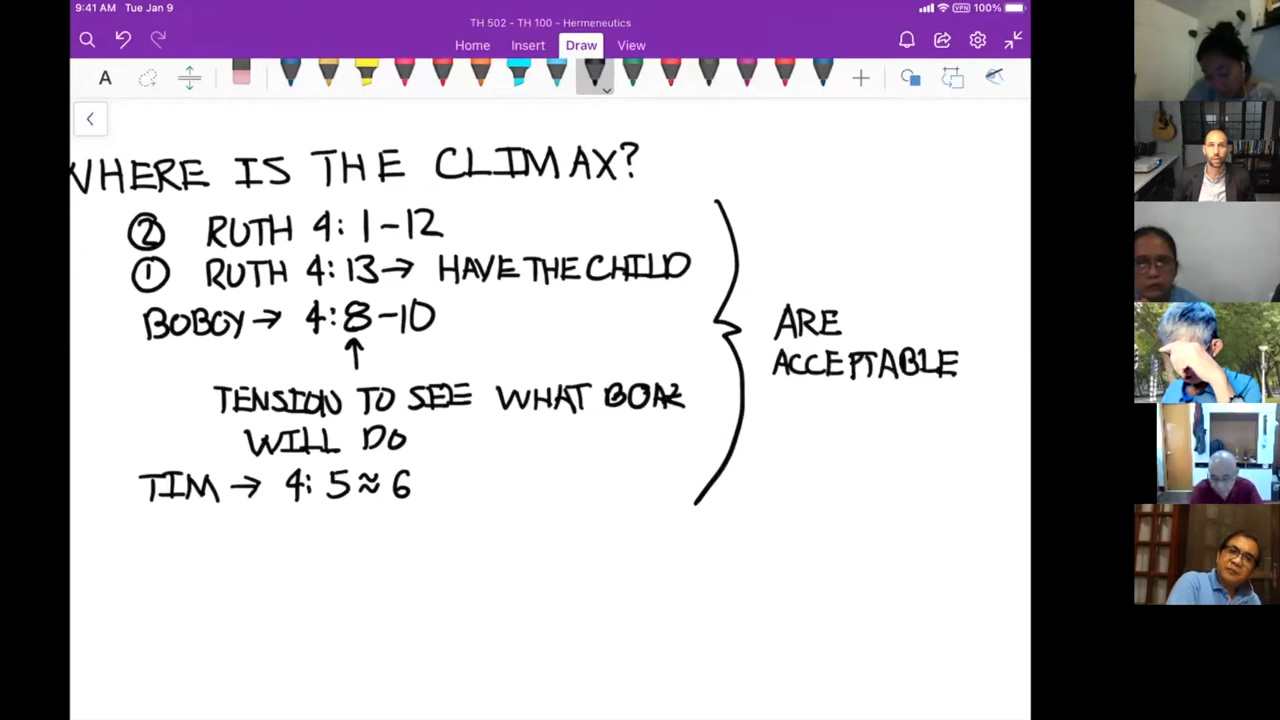 9:41 AM Tue Jan 9
VPN 100%
TH 502 - TH 100 - Hermeneutics
Home Insert Draw View
A
WHERE IS THE CLIMAX?
② RUTH 4: 1-12
① RUTH 4: 13→ HAVE THE CHILD
BOBOY → 4: 8-10
↑
TENSION TO SEE WHAT BOAZ
WILL DO
TIM → 4: 5 ≈ 6
ARE
ACCEPTABLE